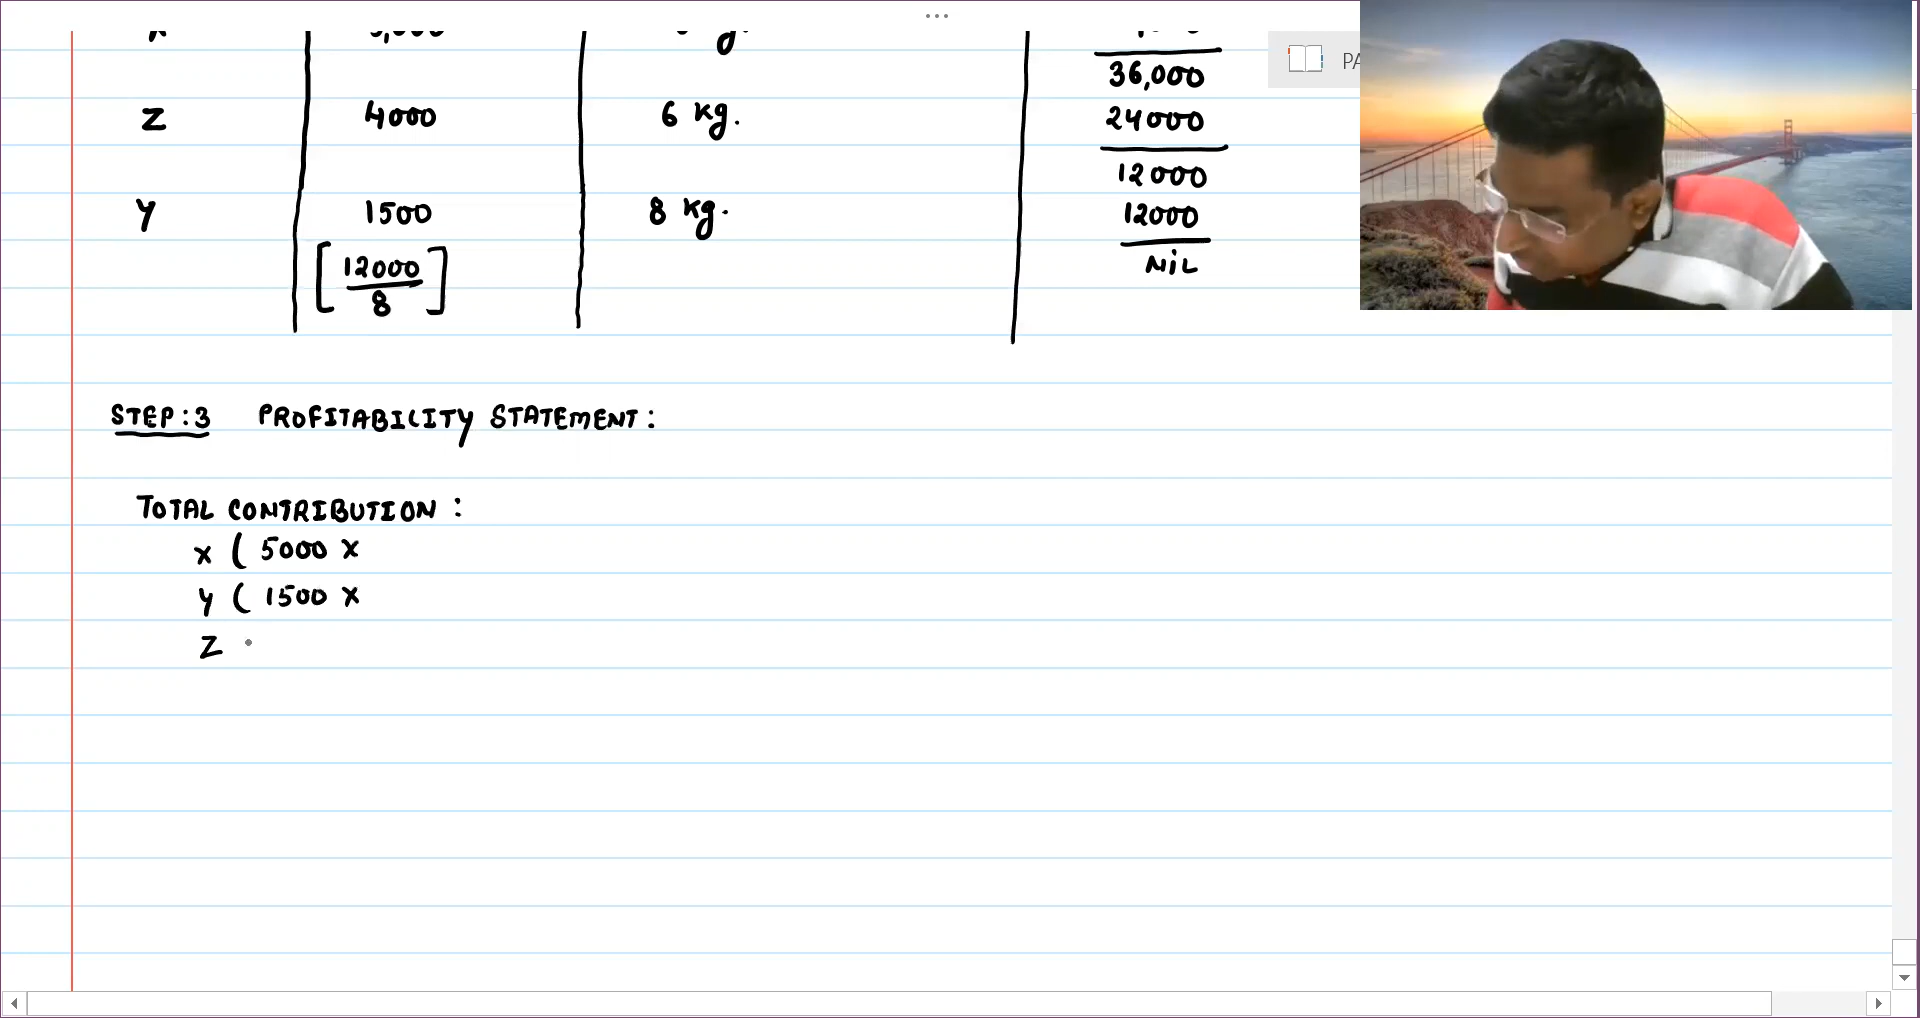 36,000
Z 4000 6 kg. 24000
12000
Y 1500 8 kg. 12000
[12000/8] NIL
STEP:3 PROFITABILITY STATEMENT:
TOTAL CONTRIBUTION:
X ( 5000 X
Y ( 1500 X
Z